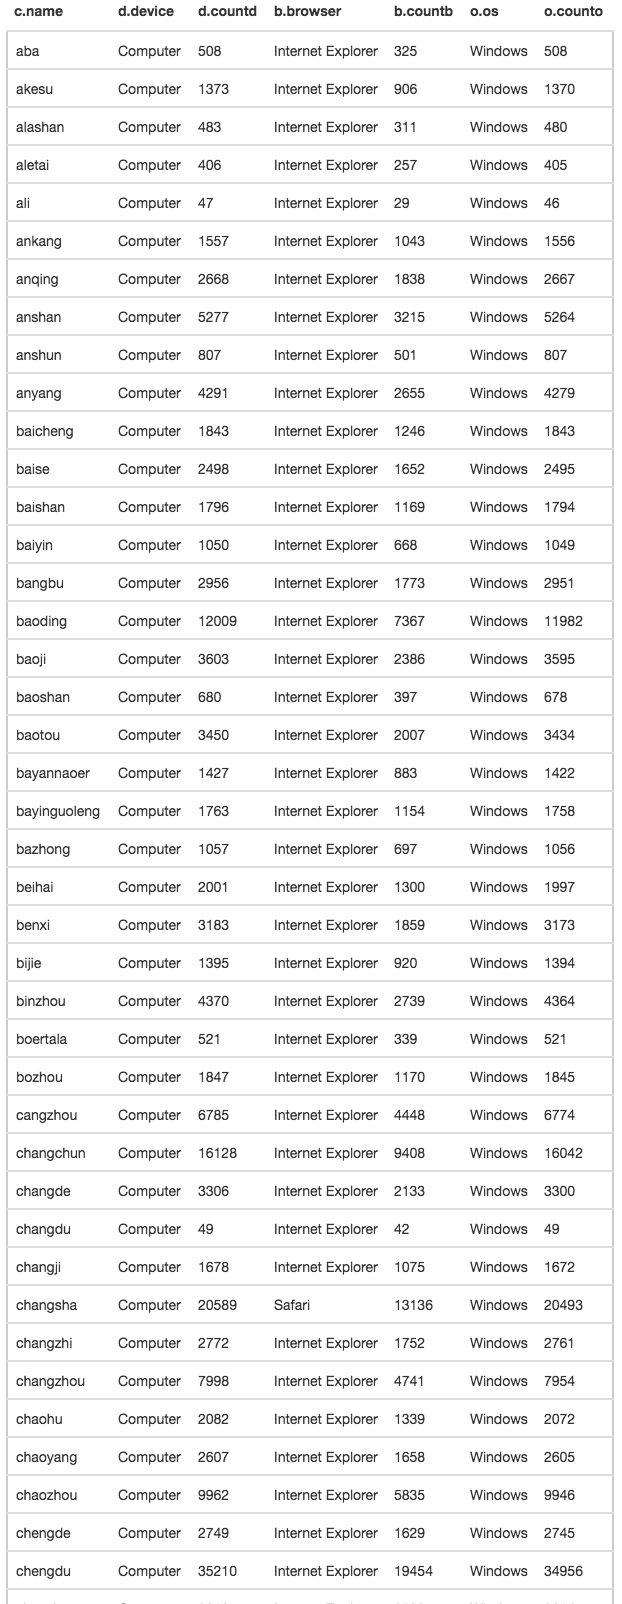 c.name d.device d.countd b.browser b.countb o.os o.counto
aba Computer 508 Internet Explorer 325 Windows 508
akesu Computer 1373 Internet Explorer 906 Windows 1370
alashan Computer 483 Internet Explorer 311 Windows 480
aletai Computer 406 Internet Explorer 257 Windows 405
ali Computer 47 Internet Explorer 29 Windows 46
ankang Computer 1557 Internet Explorer 1043 Windows 1556
anqing Computer 2668 Internet Explorer 1838 Windows 2667
anshan Computer 5277 Internet Explorer 3215 Windows 5264
anshun Computer 807 Internet Explorer 501 Windows 807
anyang Computer 4291 Internet Explorer 2655 Windows 4279
baicheng Computer 1843 Internet Explorer 1246 Windows 1843
baise Computer 2498 Internet Explorer 1652 Windows 2495
baishan Computer 1796 Internet Explorer 1169 Windows 1794
baiyin Computer 1050 Internet Explorer 668 Windows 1049
bangbu Computer 2956 Internet Explorer 1773 Windows 2951
baoding Computer 12009 Internet Explorer 7367 Windows 11982
baoji Computer 3603 Internet Explorer 2386 Windows 3595
baoshan Computer 680 Internet Explorer 397 Windows 678
baotou Computer 3450 Internet Explorer 2007 Windows 3434
bayannaoer Computer 1427 Internet Explorer 883 Windows 1422
bayinguoleng Computer 1763 Internet Explorer 1154 Windows 1758
bazhong Computer 1057 Internet Explorer 697 Windows 1056
beihai Computer 2001 Internet Explorer 1300 Windows 1997
benxi Computer 3183 Internet Explorer 1859 Windows 3173
bijie Computer 1395 Internet Explorer 920 Windows 1394
binzhou Computer 4370 Internet Explorer 2739 Windows 4364
boertala Computer 521 Internet Explorer 339 Windows 521
bozhou Computer 1847 Internet Explorer 1170 Windows 1845
cangzhou Computer 6785 Internet Explorer 4448 Windows 6774
changchun Computer 16128 Internet Explorer 9408 Windows 16042
changde Computer 3306 Internet Explorer 2133 Windows 3300
changdu Computer 49 Internet Explorer 42 Windows 49
changji Computer 1678 Internet Explorer 1075 Windows 1672
changsha Computer 20589 Safari 13136 Windows 20493
changzhi Computer 2772 Internet Explorer 1752 Windows 2761
changzhou Computer 7998 Internet Explorer 4741 Windows 7954
chaohu Computer 2082 Internet Explorer 1339 Windows 2072
chaoyang Computer 2607 Internet Explorer 1658 Windows 2605
chaozhou Computer 9962 Internet Explorer 5835 Windows 9946
chengde Computer 2749 Internet Explorer 1629 Windows 2745
chengdu Computer 35210 Internet Explorer 19454 Windows 34956